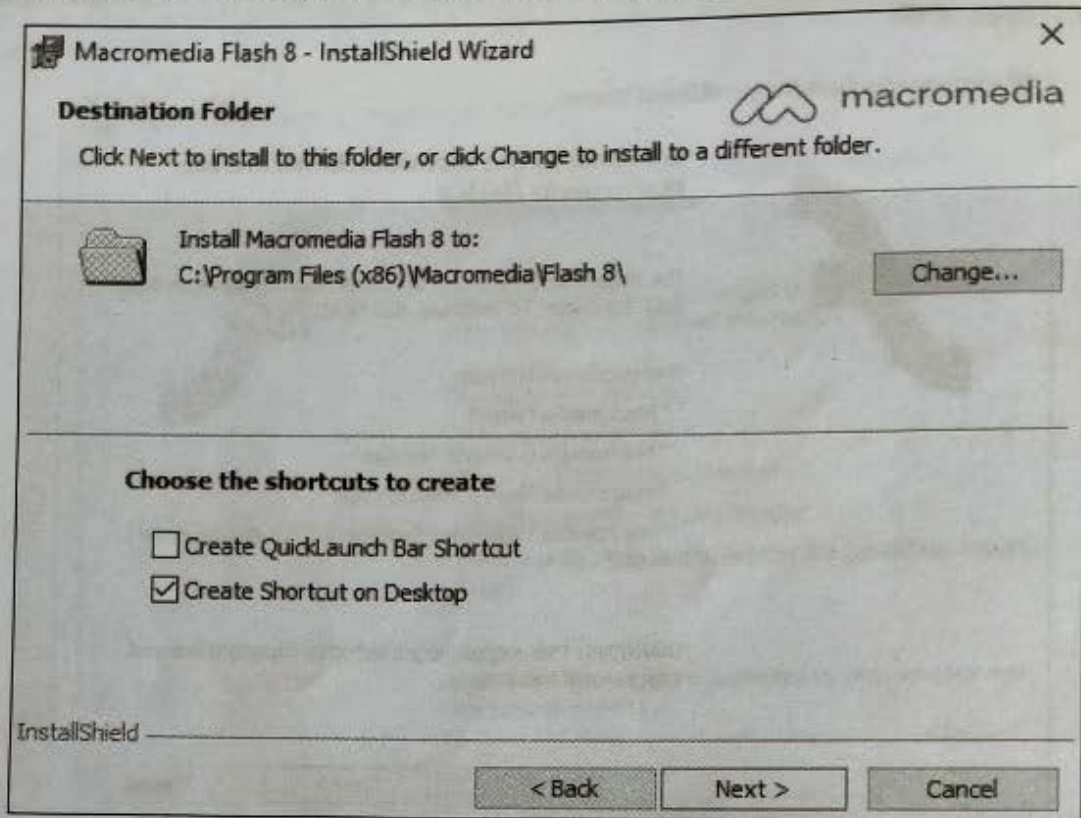 Macromedia Flash 8 - InstallShield Wizard
Destination Folder
macromedia
Click Next to install to this folder, or click Change to install to a different folder.
Install Macromedia Flash 8 to:
C:\Program Files (x86)\Macromedia\Flash 8\
Change...
Choose the shortcuts to create
Create QuickLaunch Bar Shortcut
Create Shortcut on Desktop
InstallShield
< Back
Next >
Cancel